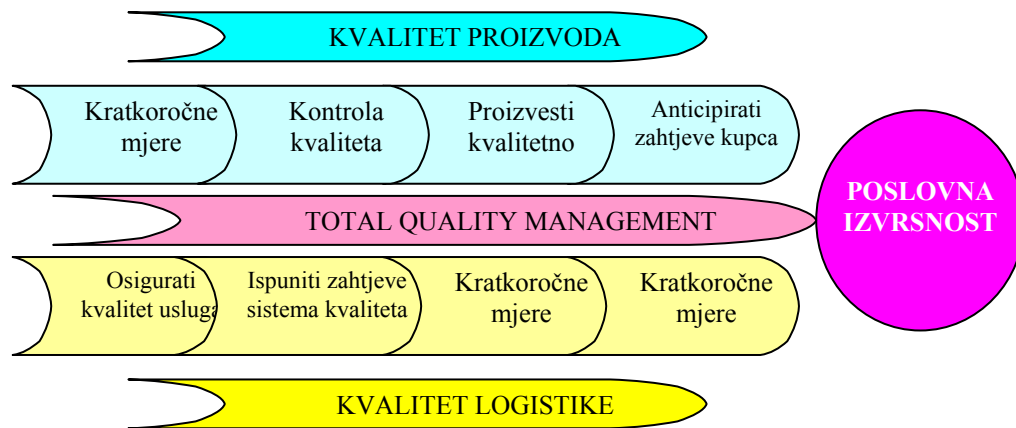 KVALITET PROIZVODA
Kratkoročne
mjere
Kontrola
kvaliteta
Proizvesti
kvalitetno
Anticipirati
zahtjeve kupca
POSLOVNA
IZVRSNOST
TOTAL QUALITY MANAGEMENT
Osigurati
kvalitet usluga
Ispuniti zahtjeve
sistema kvaliteta
Kratkoročne
mjere
Kratkoročne
mjere
KVALITET LOGISTIKE